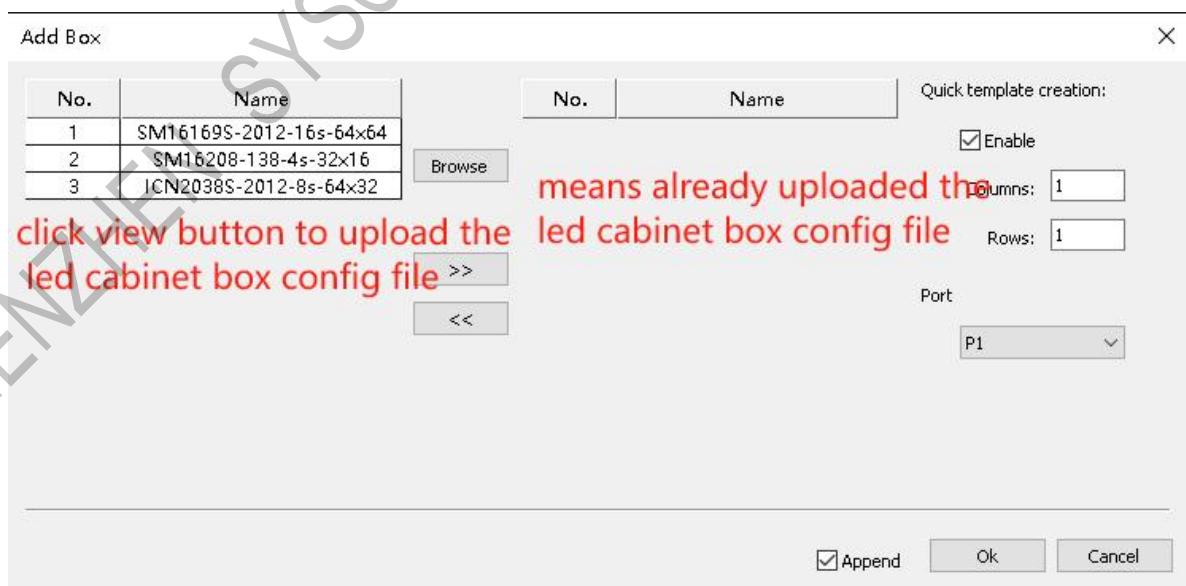 Add Box
No. Name
1 SM16169S-2012-16s-64x64
2 SM16208-138-4s-32x16
3 ICN2038S-2012-8s-64x32
Browse
>>
<<
click view button to upload the
led cabinet box config file
No. Name
means already uploaded the
led cabinet box config file
Quick template creation:
Enable
Columns: 1
Rows: 1
Port
P1
Append
Ok
Cancel